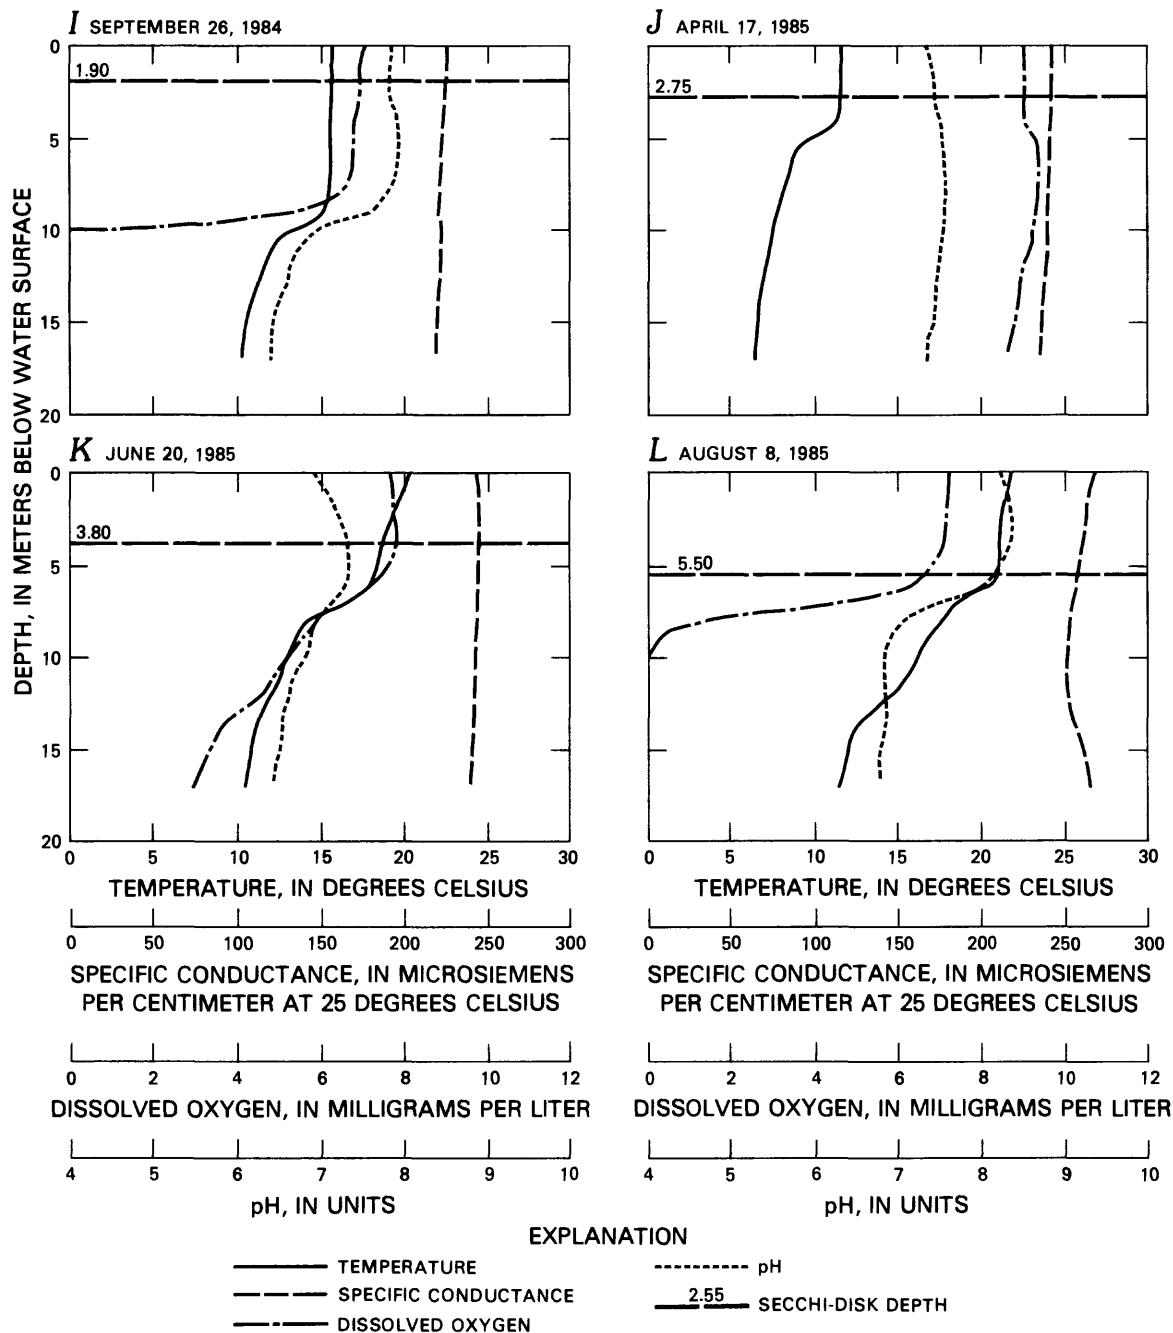 I SEPTEMBER 26, 1984
J APRIL 17, 1985
0
5
10
15
20
1.90
2.75
DEPTH, IN METERS BELOW WATER SURFACE
K JUNE 20, 1985
L AUGUST 8, 1985
0
5
10
15
20
3.80
5.50
0 5 10 15 20 25 30
TEMPERATURE, IN DEGREES CELSIUS
0 5 10 15 20 25 30
TEMPERATURE, IN DEGREES CELSIUS
0 50 100 150 200 250 300
SPECIFIC CONDUCTANCE, IN MICROSIEMENS
PER CENTIMETER AT 25 DEGREES CELSIUS
0 50 100 150 200 250 300
SPECIFIC CONDUCTANCE, IN MICROSIEMENS
PER CENTIMETER AT 25 DEGREES CELSIUS
0 2 4 6 8 10 12
DISSOLVED OXYGEN, IN MILLIGRAMS PER LITER
0 2 4 6 8 10 12
DISSOLVED OXYGEN, IN MILLIGRAMS PER LITER
4 5 6 7 8 9 10
pH, IN UNITS
4 5 6 7 8 9 10
pH, IN UNITS
EXPLANATION
TEMPERATURE
SPECIFIC CONDUCTANCE
DISSOLVED OXYGEN
pH
2.55 SECCHI-DISK DEPTH